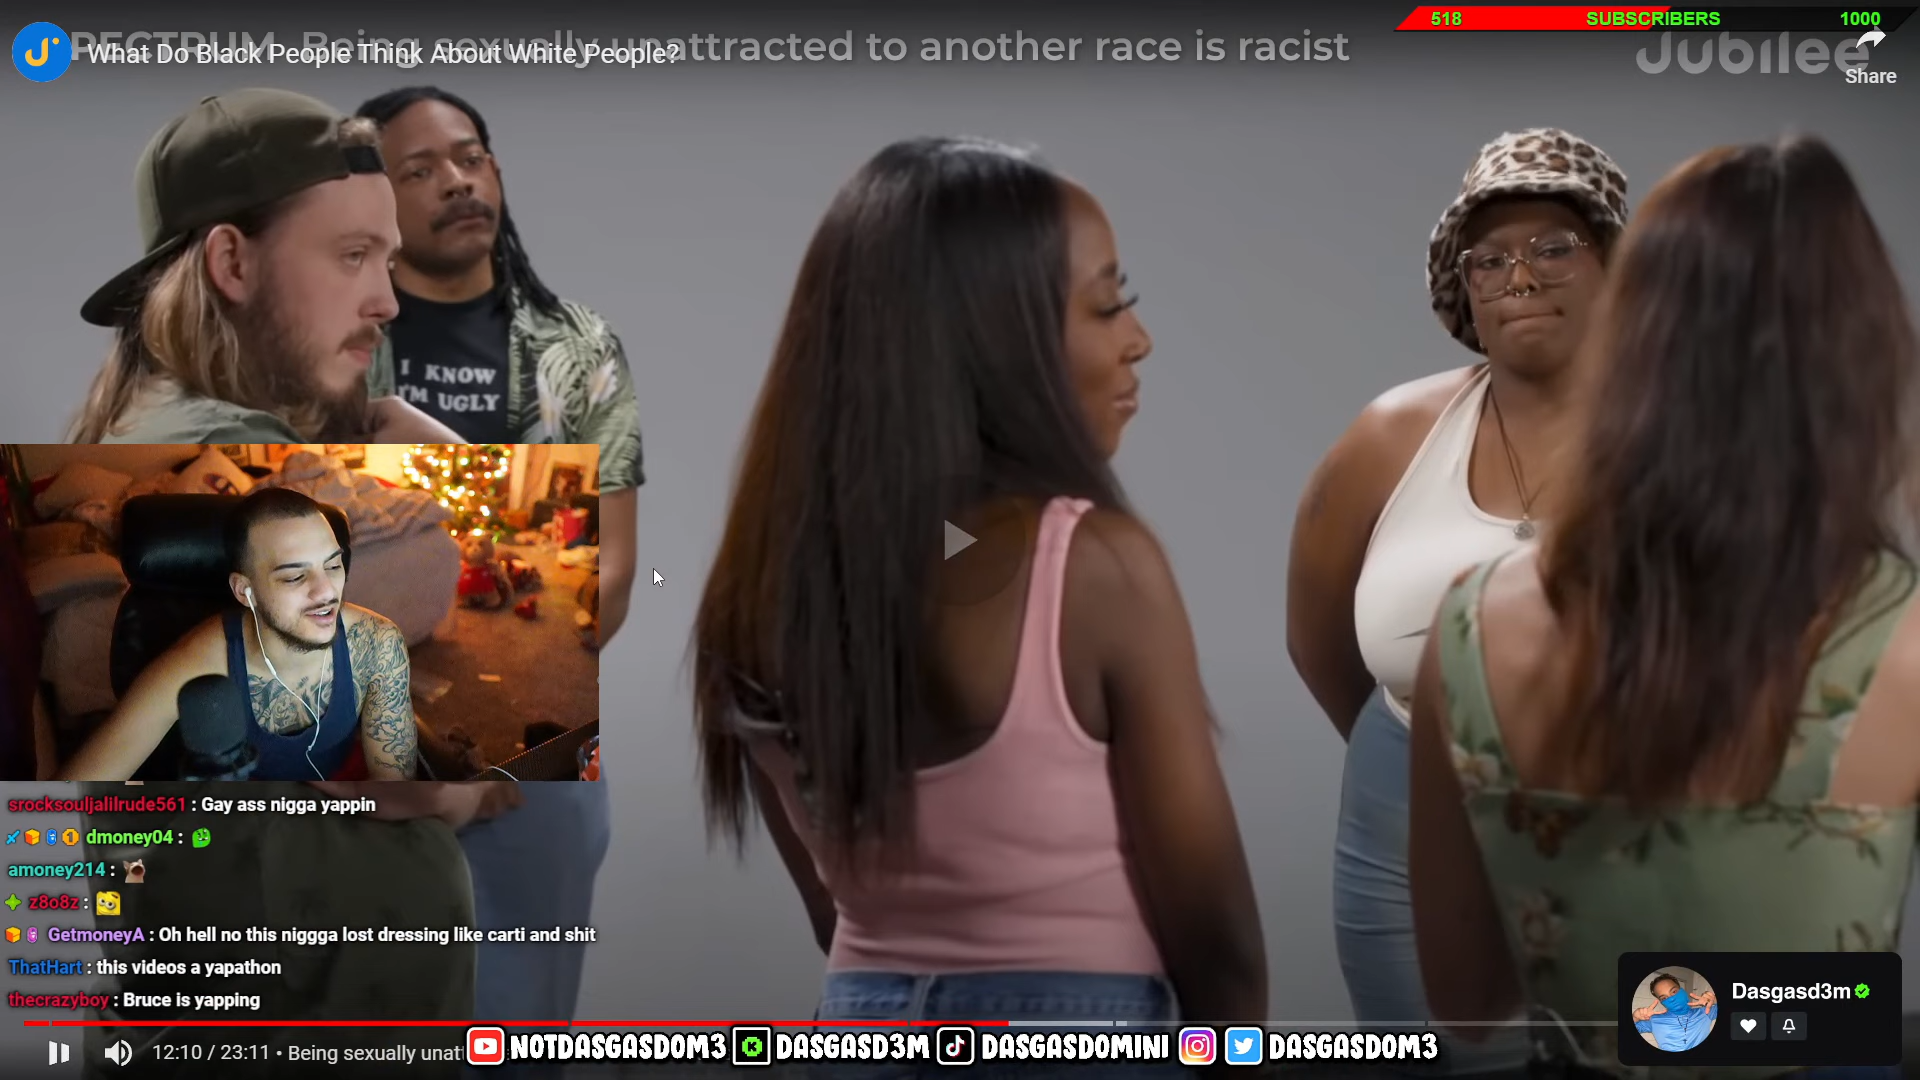 518 SUBSCRIBERS 1000
PECTRUM Being sexually unattracted to another race is racist
What Do Black People Think About White People?
Jubilee
Share
I KNOW
I'M UGLY
srocksouljalilrude561 : Gay ass nigga yappin
dmoney04 :
amoney214 :
z8o8z :
GetmoneyA : Oh hell no this niggga lost dressing like carti and shit
ThatHart : this videos a yapathon
thecrazyboy : Bruce is yapping
Dasgasd3m
12:10 / 23:11 • Being sexually unatt
NOTDASGASDOM3 DASGASD3M DASGASDOMINI DASGASDOM3